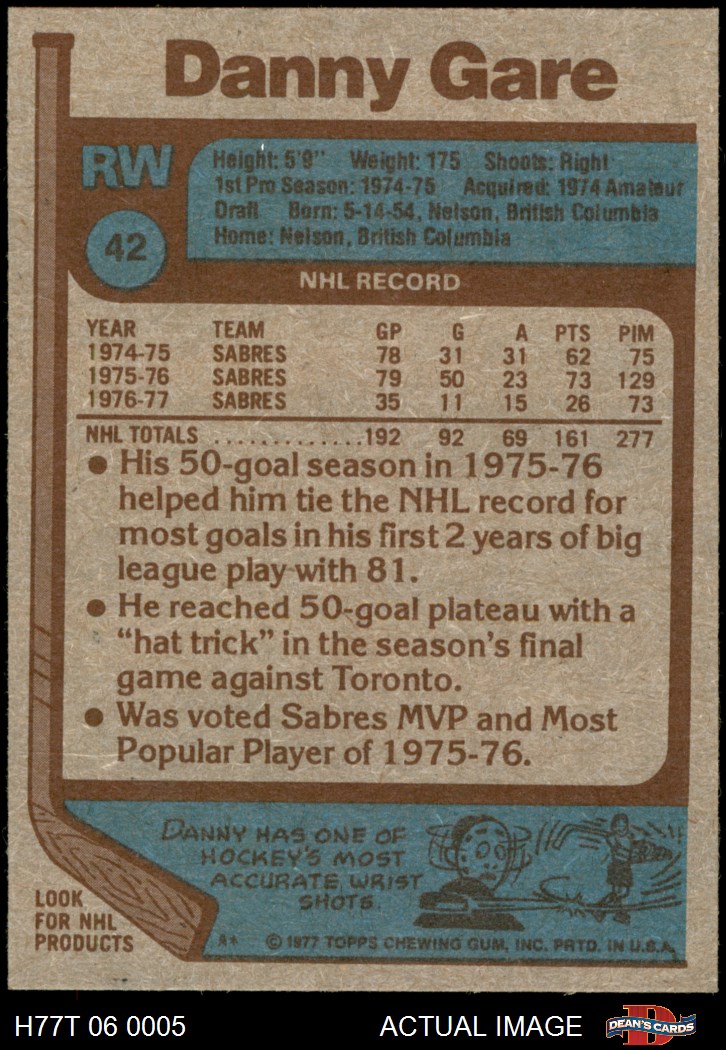 Danny Gare
RW
42
Height: 5'9" Weight: 175 Shoots: Right
1st Pro Season: 1974-75 Acquired: 1974 Amateur
Draft Born: 5-14-54, Nelson, British Columbia
Home: Nelson, British Columbia
NHL RECORD
YEAR TEAM GP G A PTS PIM
1974-75 SABRES 78 31 31 62 75
1975-76 SABRES 79 50 23 73 129
1976-77 SABRES 35 11 15 26 73
NHL TOTALS .............192 92 69 161 277
● His 50-goal season in 1975-76
helped him tie the NHL record for
most goals in his first 2 years of big
league play with 81.
● He reached 50-goal plateau with a
"hat trick" in the season's final
game against Toronto.
● Was voted Sabres MVP and Most
Popular Player of 1975-76.
DANNY HAS ONE OF
HOCKEY'S MOST
ACCURATE WRIST
SHOTS.
LOOK
FOR NHL
PRODUCTS
A* © 1977 TOPPS CHEWING GUM, INC. PRTD. IN U.S.A.
H77T 06 0005 ACTUAL IMAGE
D
DEAN'S CARDS